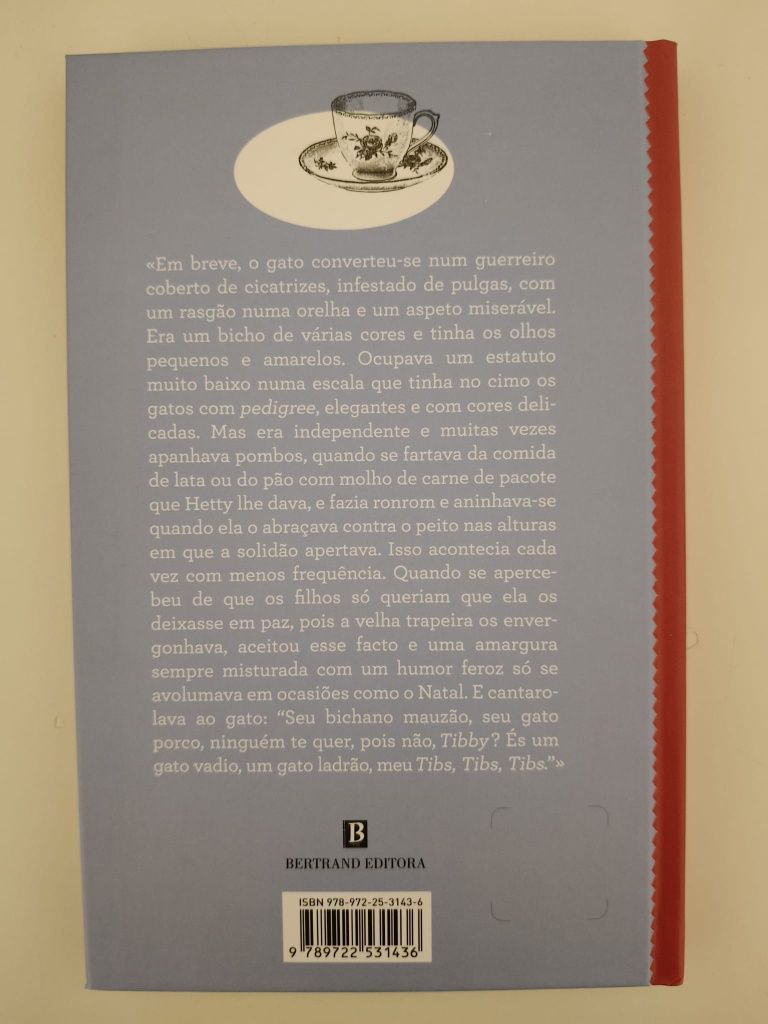 «Em breve, o gato converteu-se num guerreiro
coberto de cicatrizes, infestado de pulgas, com
um rasgão numa orelha e um aspeto miserável.
Era um bicho de várias cores e tinha os olhos
pequenos e amarelos. Ocupava um estatuto
muito baixo numa escala que tinha no cimo os
gatos com pedigree, elegantes e com cores deli-
cadas. Mas era independente e muitas vezes
apanhava pombos, quando se fartava da comida
de lata ou do pão com molho de carne de pacote
que Hetty lhe dava, e fazia ronrom e aninhava-se
quando ela o abraçava contra o peito nas alturas
em que a solidão apertava. Isso acontecia cada
vez com menos frequência. Quando se aperce-
beu de que os filhos só queriam que ela os
deixasse em paz, pois a velha trapeira os enver-
gonhava, aceitou esse facto e uma amargura
sempre misturada com um humor feroz só se
avolumava em ocasiões como o Natal. E cantaro-
lava ao gato: “Seu bichano mauzão, seu gato
porco, ninguém te quer, pois não, Tibby? És um
gato vadio, um gato ladrão, meu Tibs, Tibs, Tibs.”»
B
BERTRAND EDITORA
ISBN 978-972-25-3143-6
9 789722 531436